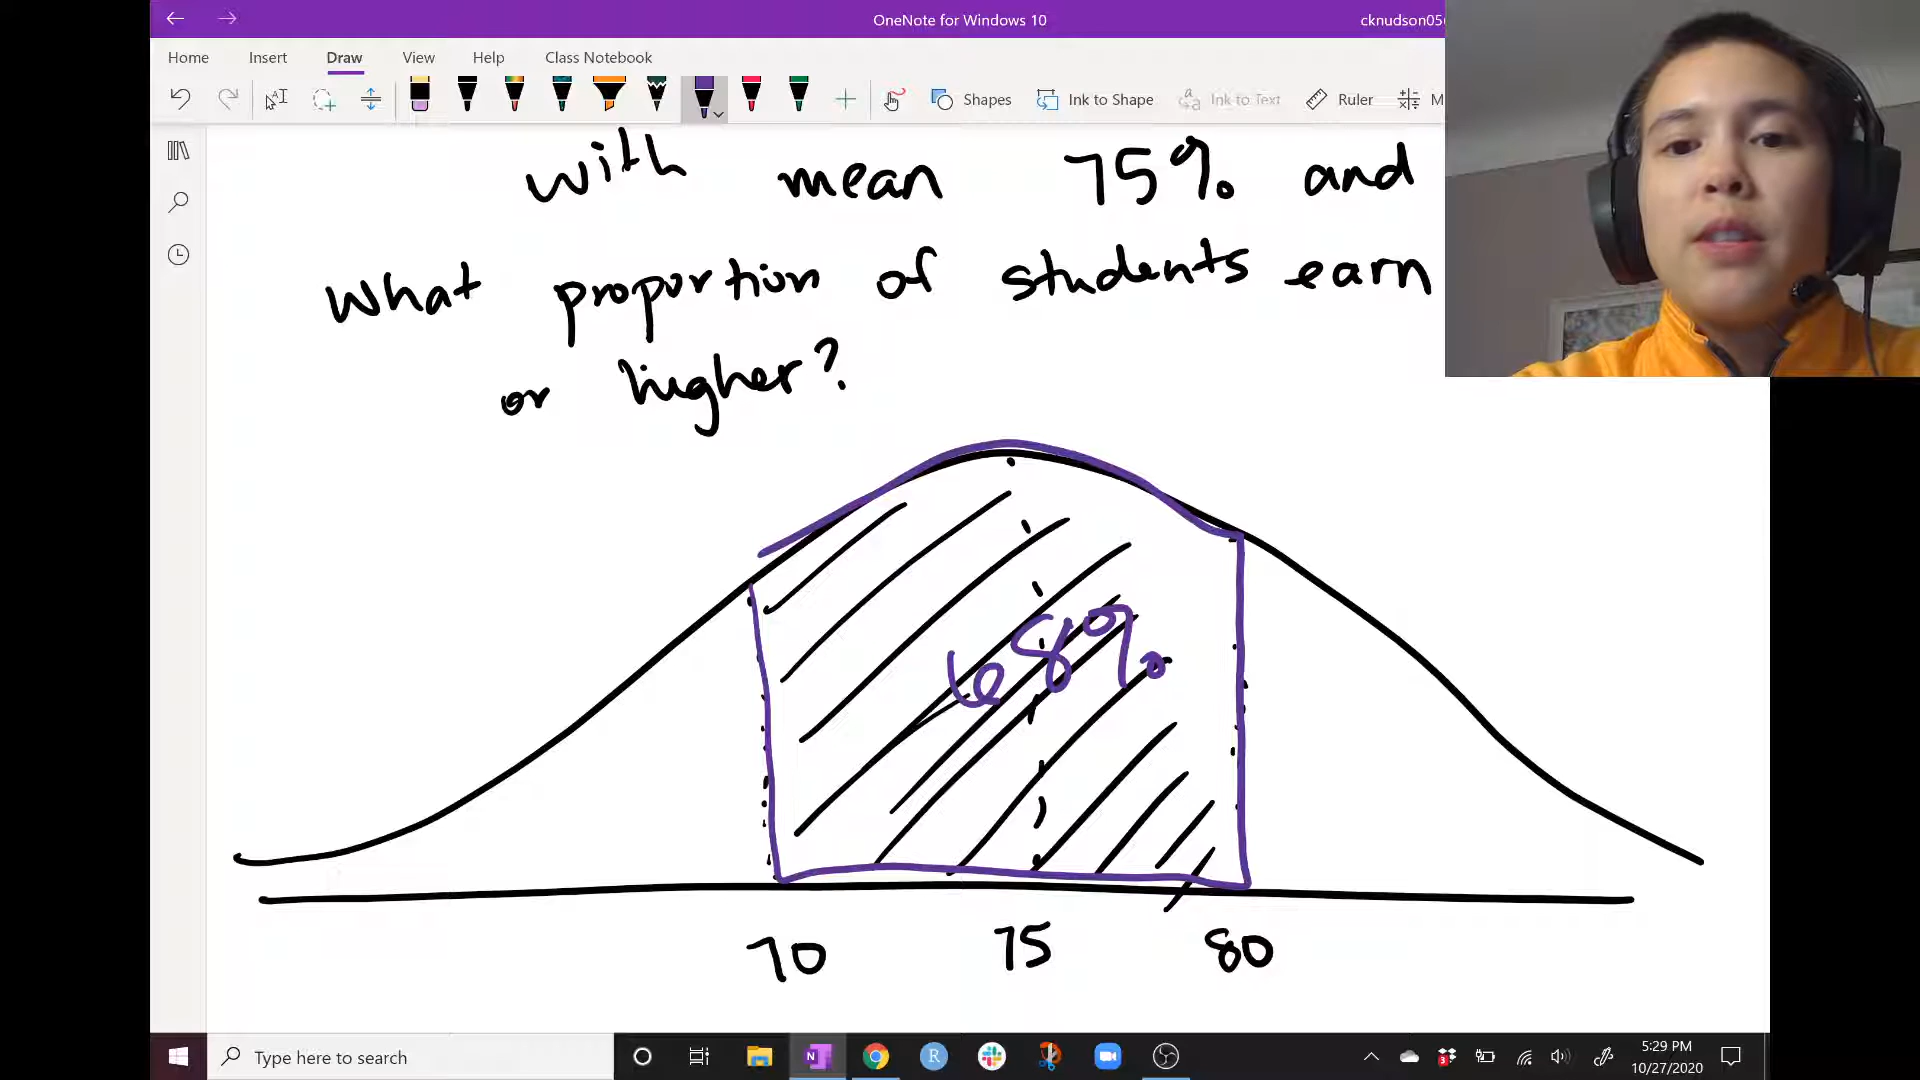 OneNote for Windows 10
cknudson05
Home Insert Draw View Help Class Notebook
Shapes Ink to Shape Ink to Text Ruler M
with mean 75% and
What proportion of students earn
or higher?
68%
70 75 80
Type here to search
5:29 PM
10/27/2020